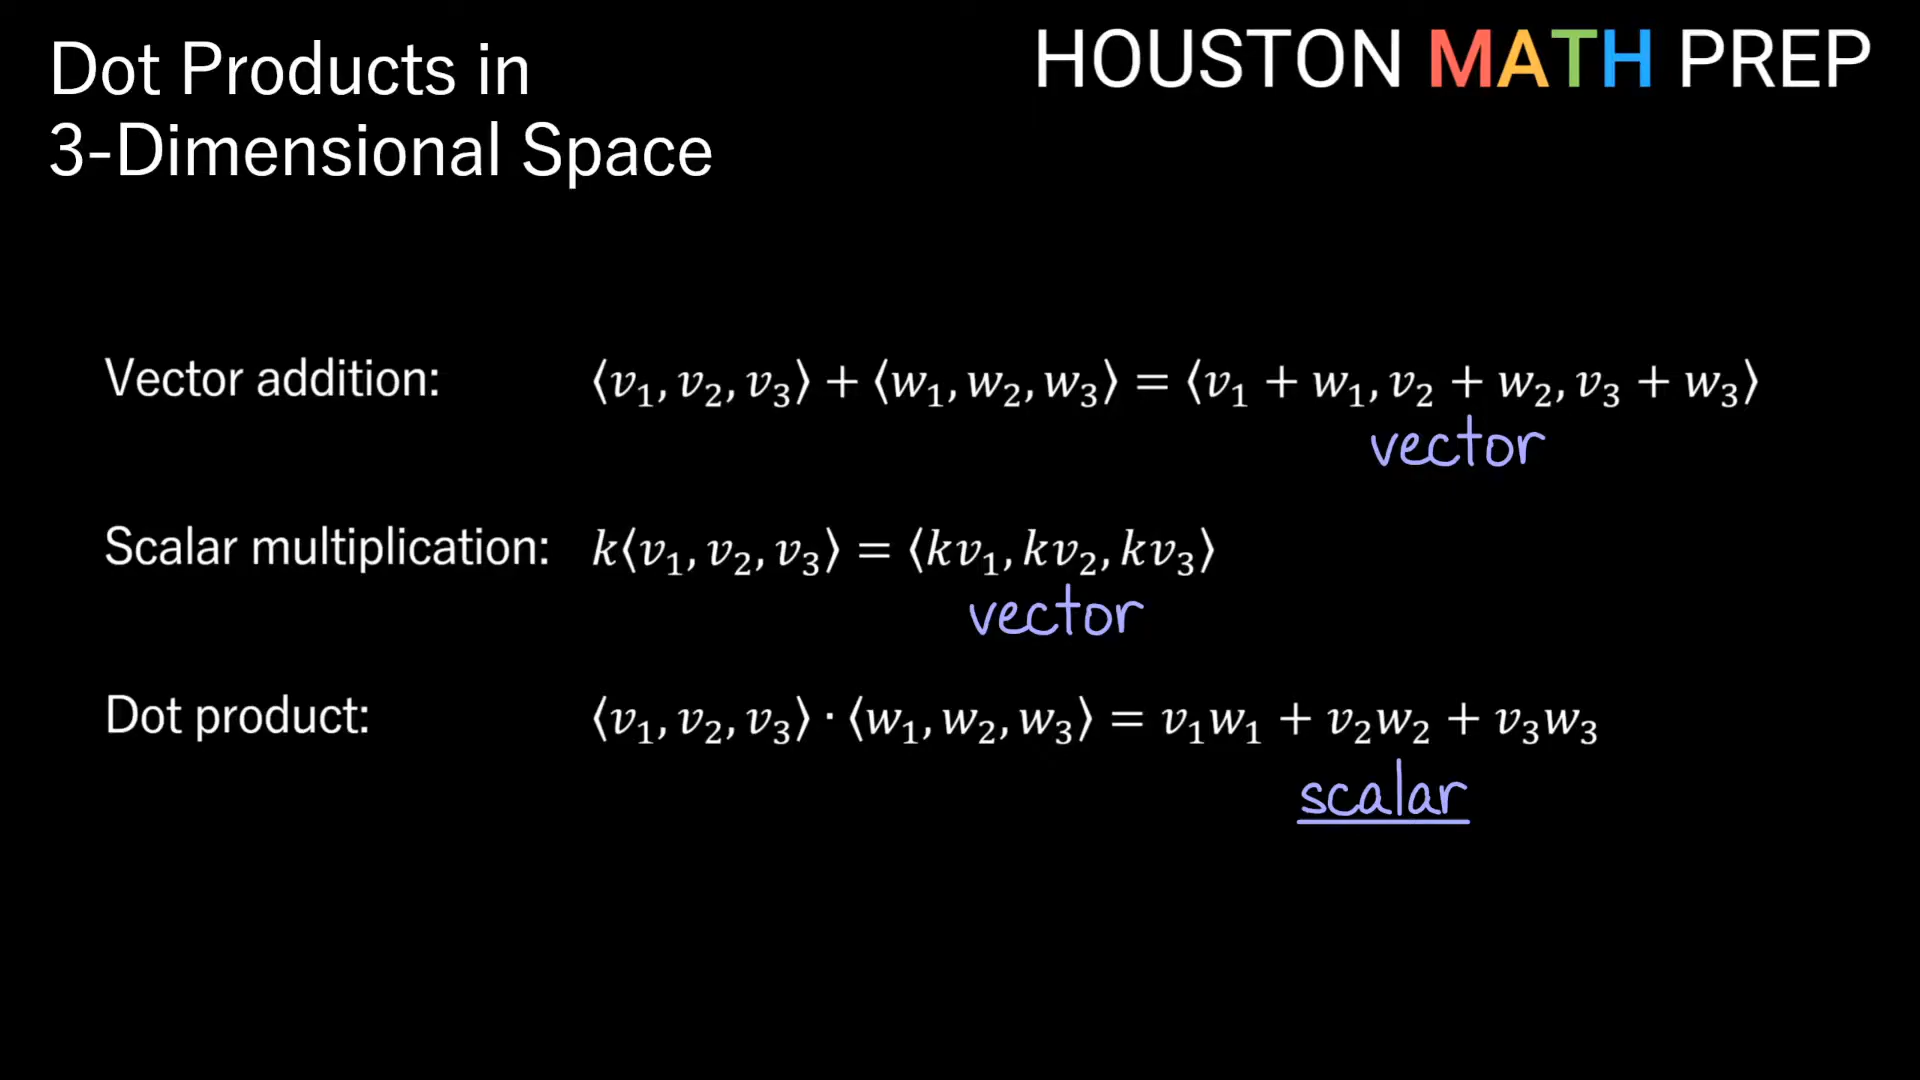 Dot Products in
3-Dimensional Space
HOUSTON MATH PREP
Vector addition: ⟨v₁, v₂, v₃⟩ + ⟨w₁, w₂, w₃⟩ = ⟨v₁ + w₁, v₂ + w₂, v₃ + w₃⟩
vector
Scalar multiplication: k⟨v₁, v₂, v₃⟩ = ⟨kv₁, kv₂, kv₃⟩
vector
Dot product: ⟨v₁, v₂, v₃⟩ · ⟨w₁, w₂, w₃⟩ = v₁w₁ + v₂w₂ + v₃w₃
scalar